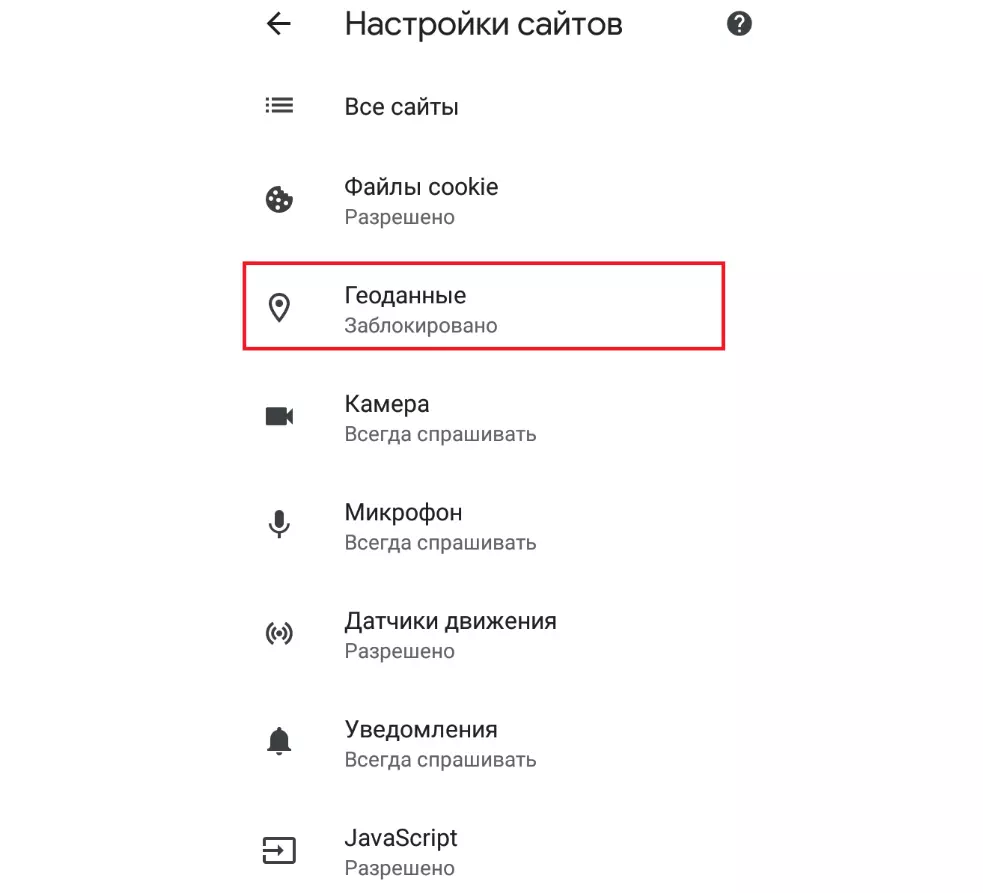 Настройки сайтов
Все сайты
Файлы cookie
Разрешено
Геоданные
Заблокировано
Камера
Всегда спрашивать
Микрофон
Всегда спрашивать
Датчики движения
Разрешено
Уведомления
Всегда спрашивать
JavaScript
Разрешено